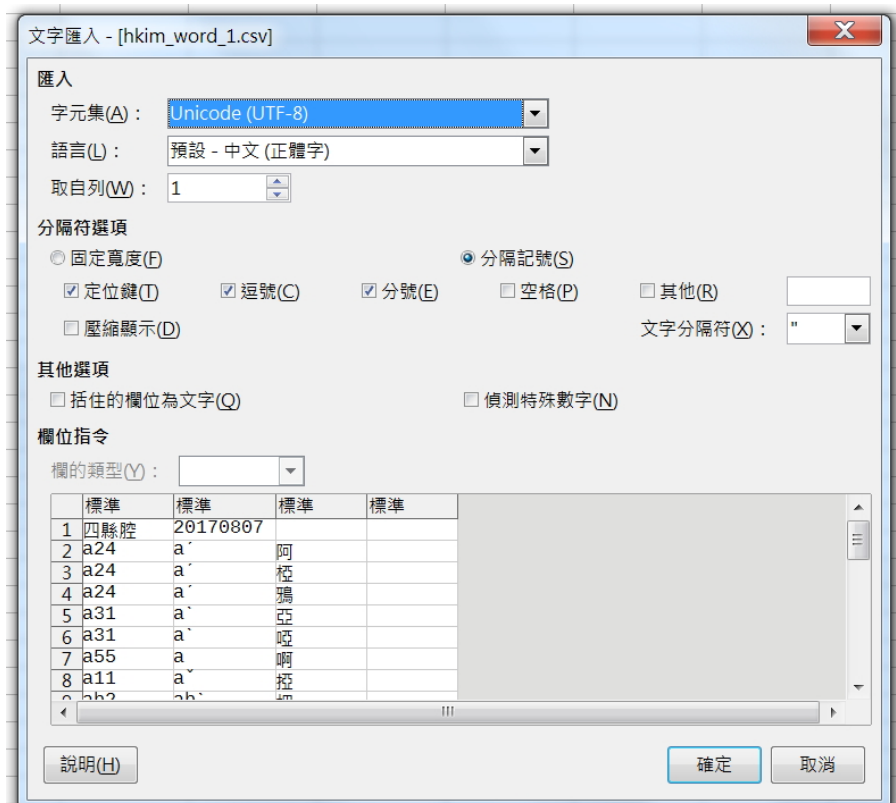 文字匯入 - [hkim_word_1.csv]
匯入
字元集(A)： Unicode (UTF-8)
語言(L)： 預設 - 中文 (正體字)
取自列(W)： 1
分隔符選項
固定寬度(F) 分隔記號(S)
定位鍵(T) 逗號(C) 分號(E) 空格(P) 其他(R)
壓縮顯示(D) 文字分隔符(X)： "
其他選項
括住的欄位為文字(Q) 偵測特殊數字(N)
欄位指令
欄的類型(Y)：
標準 標準 標準 標準
1 四縣腔 20170807
2 a24 aˊ 阿
3 a24 aˊ 椏
4 a24 aˊ 鴉
5 a31 aˋ 亞
6 a31 aˋ 啞
7 a55 a 啊
8 a11 aˇ 掗
說明(H) 確定 取消